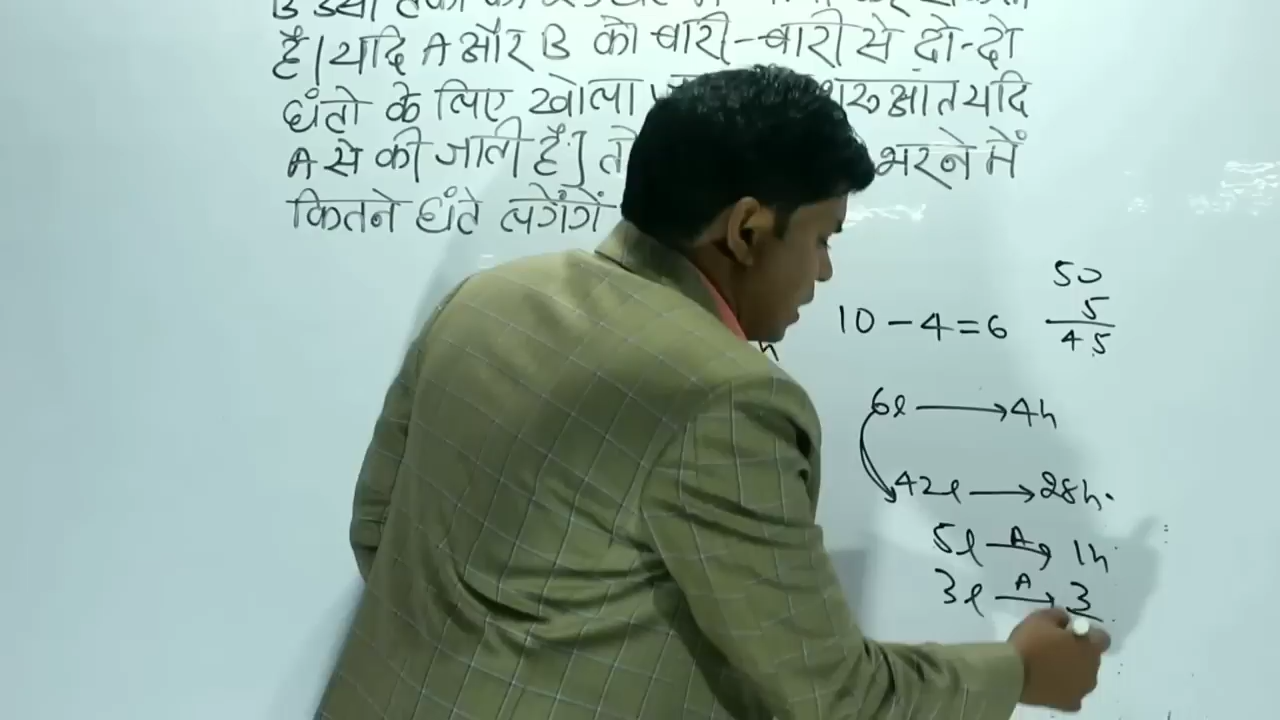 है। यदि A और B को बारी-बारी से दो-दो
घंतो के लिए खोला शुरुआत यदि
A से की जाती है] तो भरने में
कितने घंते लगेंगें
10 - 4 = 6
50
5
45
6l → 4h
42l → 28h.
5l A→ 1h
3l A→ 3